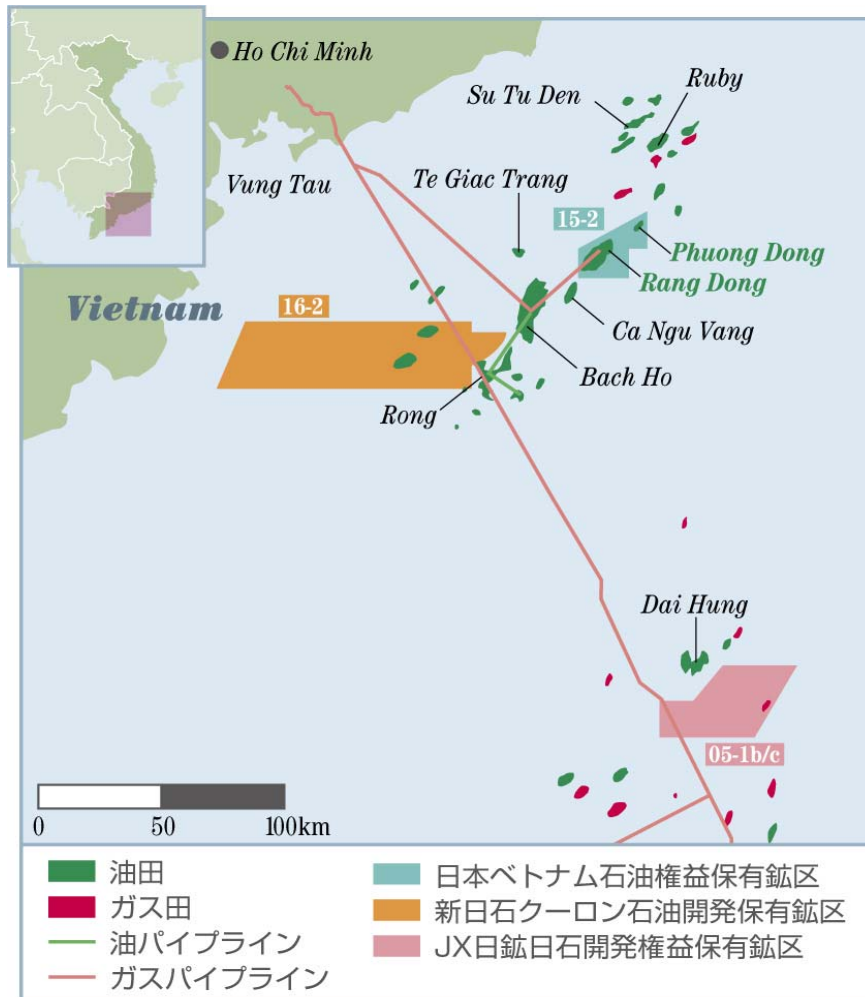 Ho Chi Minh
Su Tu Den
Ruby
Vung Tau
Te Giac Trang
15-2
Phuong Dong
Rang Dong
Vietnam
16-2
Ca Ngu Vang
Bach Ho
Rong
Dai Hung
05-1b/c
0 50 100km
油田
ガス田
油パイプライン
ガスパイプライン
日本ベトナム石油権益保有鉱区
新日石クーロン石油開発保有鉱区
JX日鉱日石開発権益保有鉱区